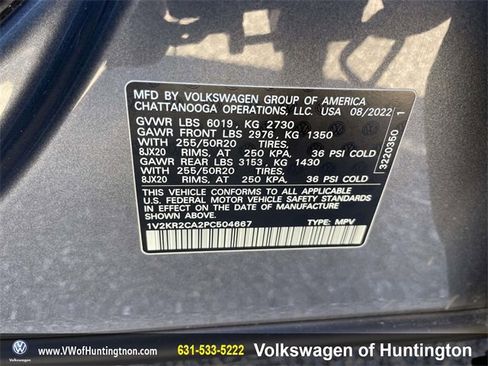 MFD BY VOLKSWAGEN GROUP OF AMERICA
CHATTANOOGA OPERATIONS, LLC. USA 08/2022
GVWR LBS 6019, KG 2730
GAWR FRONT LBS 2976, KG 1350
WITH 255/50R20 TIRES,
8JX20 RIMS, AT 250 KPA, 36 PSI COLD
GAWR REAR LBS 3153, KG 1430
WITH 255/50R20 TIRES,
8JX20 RIMS, AT 250 KPA, 36 PSI COLD
THIS VEHICLE CONFORMS TO ALL APPLICABLE
U.S. FEDERAL MOTOR VEHICLE SAFETY STANDARDS
IN EFFECT ON THE DATE OF MANUFACTURE
SHOWN ABOVE.
1V2KR2CA2PC504667 TYPE: MPV
3220350 1
Volkswagen
www.VWofHuntingtnon.com
631-533-5222
Volkswagen of Huntington